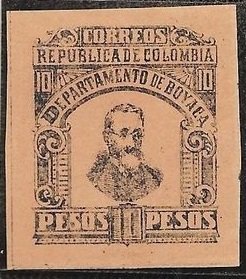 CORREOS
REPUBLICA DE COLOMBIA
10 10
DEPARTAMENTO DE BOYACA
PESOS 10 PESOS